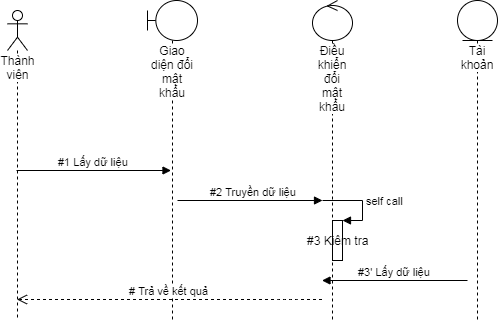 Thành
viên
Giao
diện đổi
mật
khẩu
Điều
khiển
đổi
mật
khẩu
Tài
khoản
#1 Lấy dữ liệu
#2 Truyền dữ liệu
self call
#3 Kiểm tra
#3' Lấy dữ liệu
# Trả về kết quả